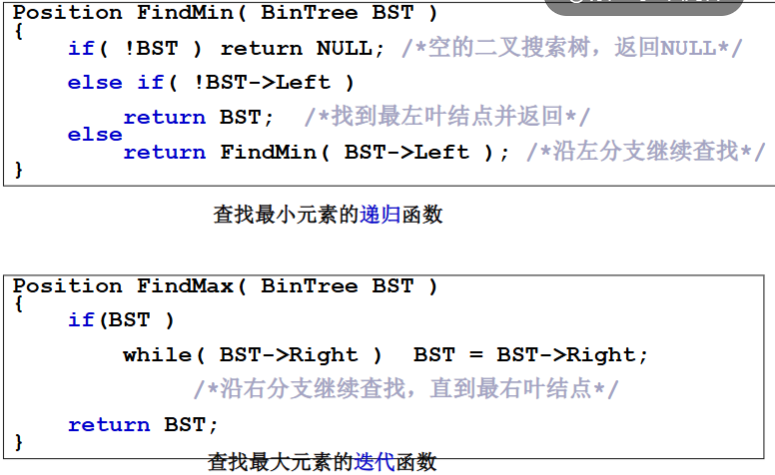 Position FindMin( BinTree BST )
{
if( !BST ) return NULL; /*空的二叉搜索树，返回NULL*/
else if( !BST->Left )
return BST; /*找到最左叶结点并返回*/
else
return FindMin( BST->Left ); /*沿左分支继续查找*/
}
查找最小元素的递归函数
Position FindMax( BinTree BST )
{
if(BST )
while( BST->Right ) BST = BST->Right;
/*沿右分支继续查找，直到最右叶结点*/
return BST;
}
查找最大元素的迭代函数